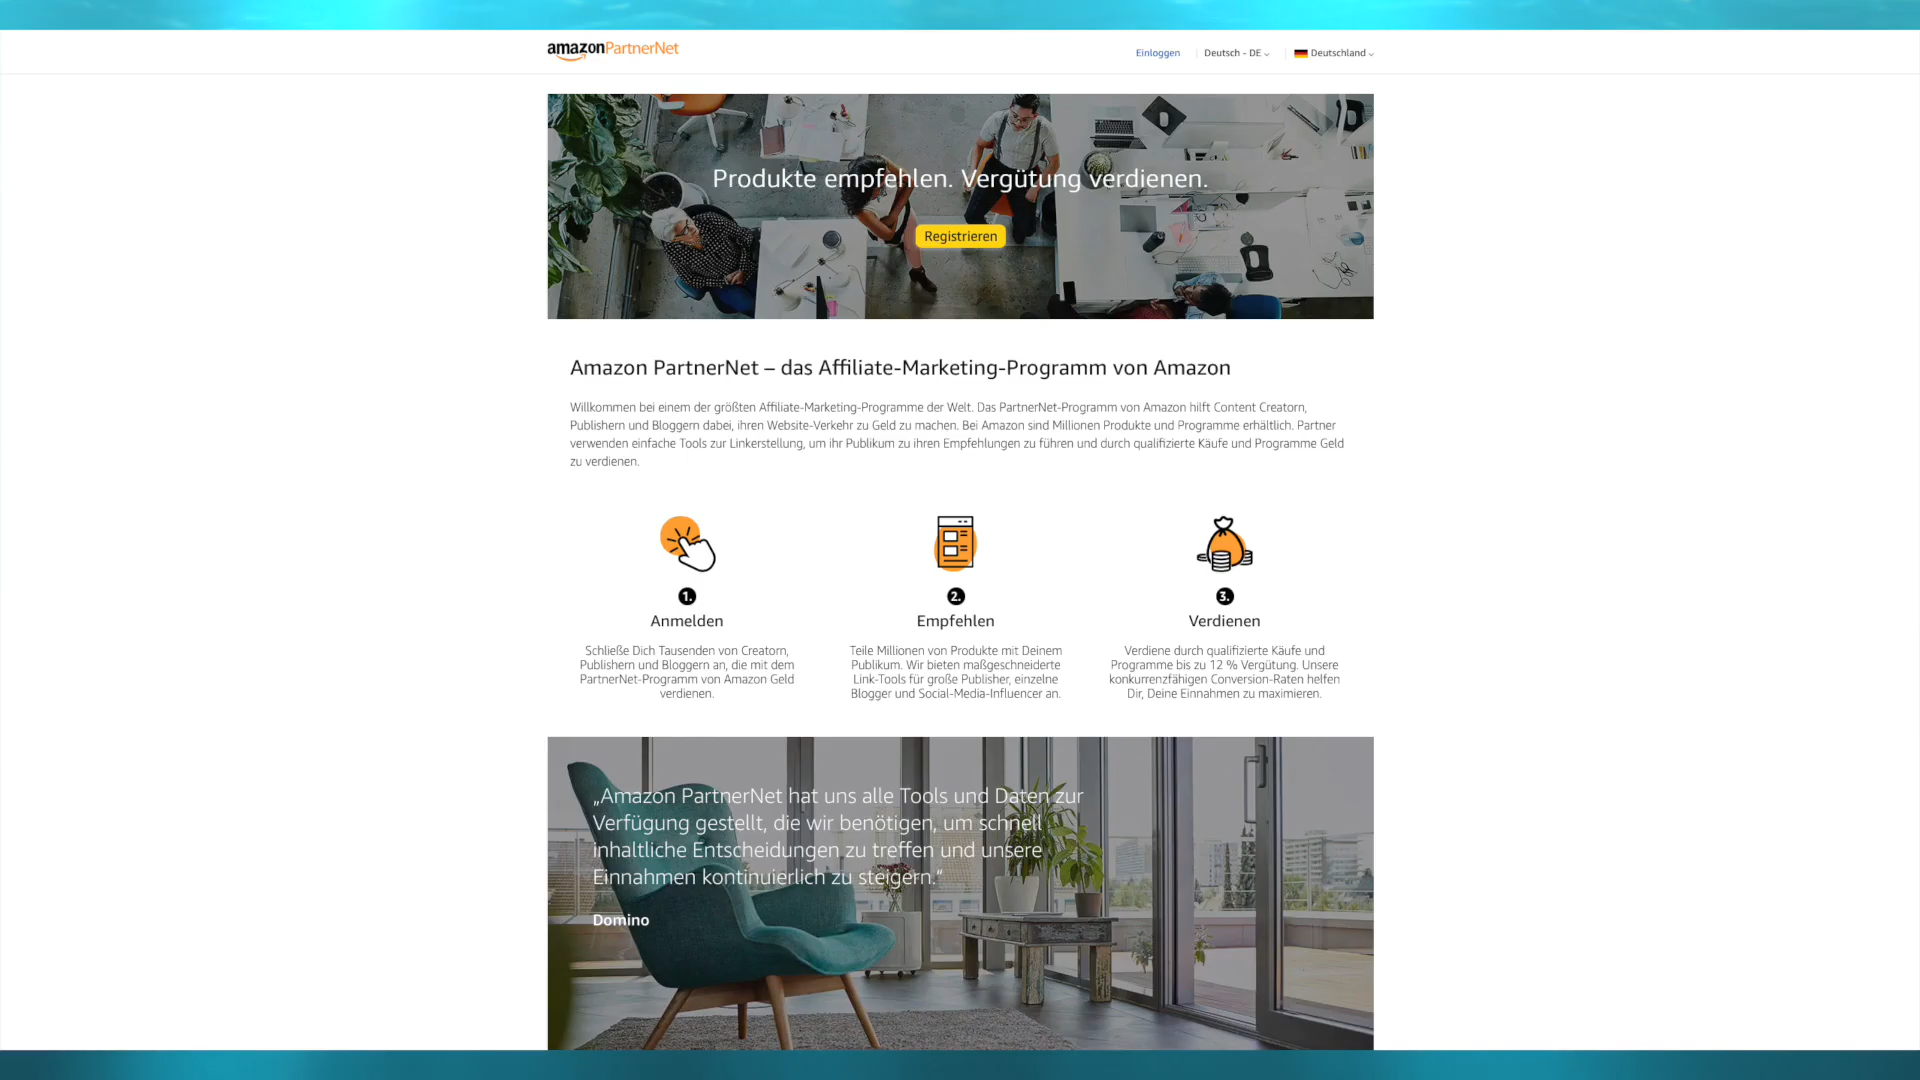 amazonPartnerNet
Einloggen
Deutsch - DE
Deutschland
Produkte empfehlen. Vergütung verdienen.
Registrieren
Amazon PartnerNet – das Affiliate-Marketing-Programm von Amazon
Willkommen bei einem der größten Affiliate-Marketing-Programme der Welt. Das PartnerNet-Programm von Amazon hilft Content Creatorn,
Publishern und Bloggern dabei, ihren Website-Verkehr zu Geld zu machen. Bei Amazon sind Millionen Produkte und Programme erhältlich. Partner
verwenden einfache Tools zur Linkerstellung, um ihr Publikum zu ihren Empfehlungen zu führen und durch qualifizierte Käufe und Programme Geld
zu verdienen.
1.
Anmelden
Schließe Dich Tausenden von Creatorn,
Publishern und Bloggern an, die mit dem
PartnerNet-Programm von Amazon Geld
verdienen.
2.
Empfehlen
Teile Millionen von Produkte mit Deinem
Publikum. Wir bieten maßgeschneiderte
Link-Tools für große Publisher, einzelne
Blogger und Social-Media-Influencer an.
3.
Verdienen
Verdiene durch qualifizierte Käufe und
Programme bis zu 12 % Vergütung. Unsere
konkurrenzfähigen Conversion-Raten helfen
Dir, Deine Einnahmen zu maximieren.
„Amazon PartnerNet hat uns alle Tools und Daten zur
Verfügung gestellt, die wir benötigen, um schnell
inhaltliche Entscheidungen zu treffen und unsere
Einnahmen kontinuierlich zu steigern.“
Domino